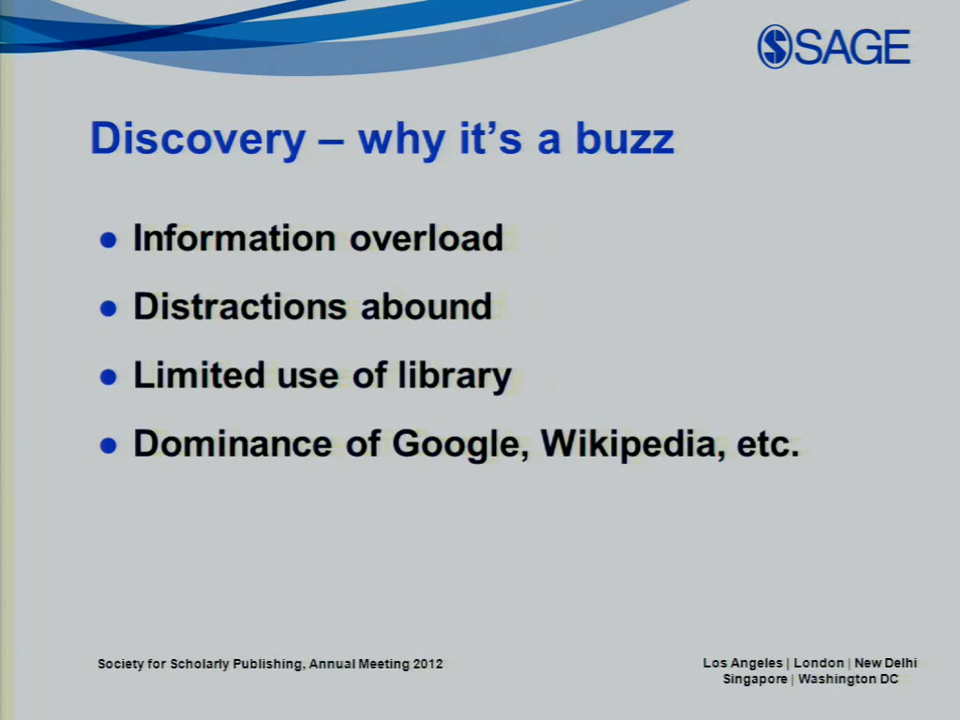 SAGE
Discovery – why it's a buzz
● Information overload
● Distractions abound
● Limited use of library
● Dominance of Google, Wikipedia, etc.
Society for Scholarly Publishing, Annual Meeting 2012
Los Angeles | London | New Delhi
Singapore | Washington DC